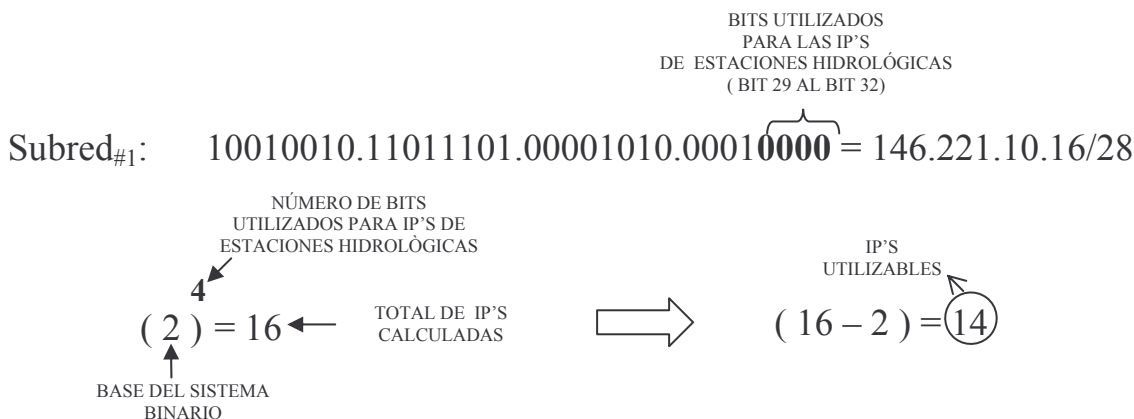 BITS UTILIZADOS
PARA LAS IP’S
DE ESTACIONES HIDROLÓGICAS
( BIT 29 AL BIT 32)
Subred#1: 10010010.11011101.00001010.00010000 = 146.221.10.16/28
NÚMERO DE BITS
UTILIZADOS PARA IP’S DE
ESTACIONES HIDROLÒGICAS
4
( 2 ) = 16
TOTAL DE IP’S
CALCULADAS
BASE DEL SISTEMA
BINARIO
IP’S
UTILIZABLES
( 16 – 2 ) = 14